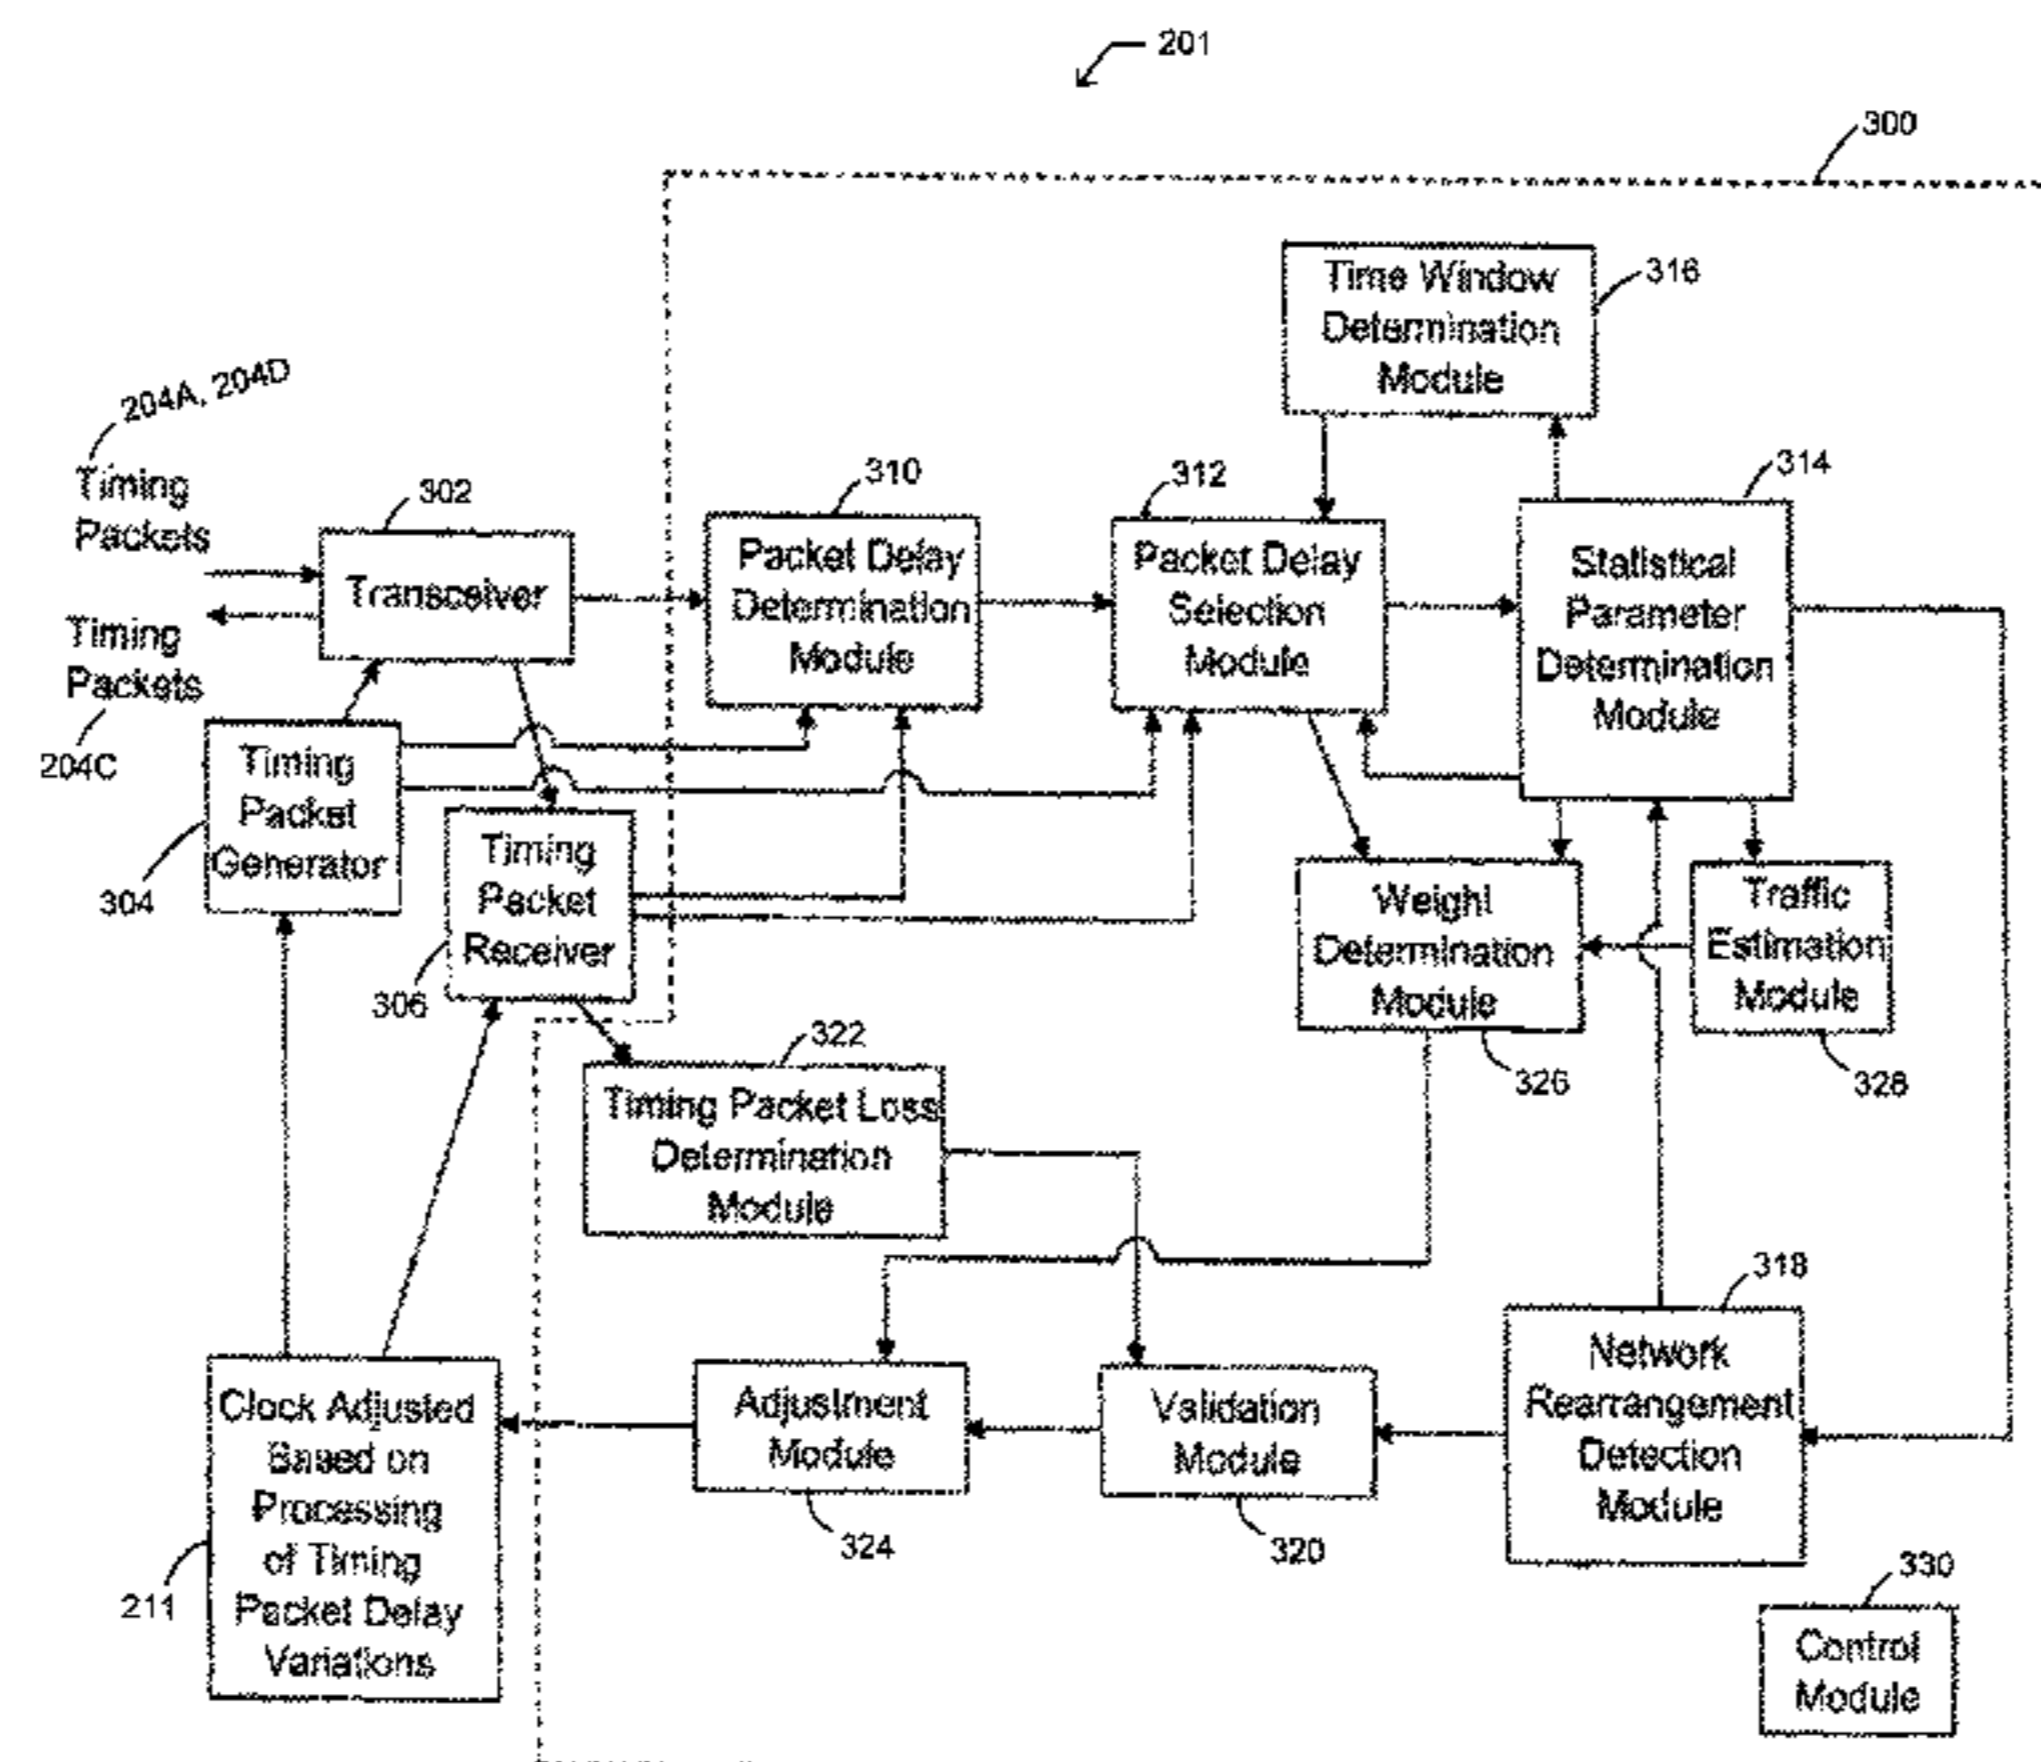 201
300
Time Window
Determination
Module
316
204A, 204D
Timing
Packets
302
Transceiver
310
Packet Delay
Determination
Module
312
Packet Delay
Selection
Module
314
Statistical
Parameter
Determination
Module
Timing
Packets
204C
Timing
Packet
Generator
304
Timing
Packet
Receiver
306
Weight
Determination
Module
326
Traffic
Estimation
Module
328
322
Timing Packet Loss
Determination
Module
318
Network
Rearrangement
Detection
Module
Clock Adjusted
Based on
Processing
of Timing
Packet Delay
Variations
211
Adjustment
Module
324
Validation
Module
320
330
Control
Module